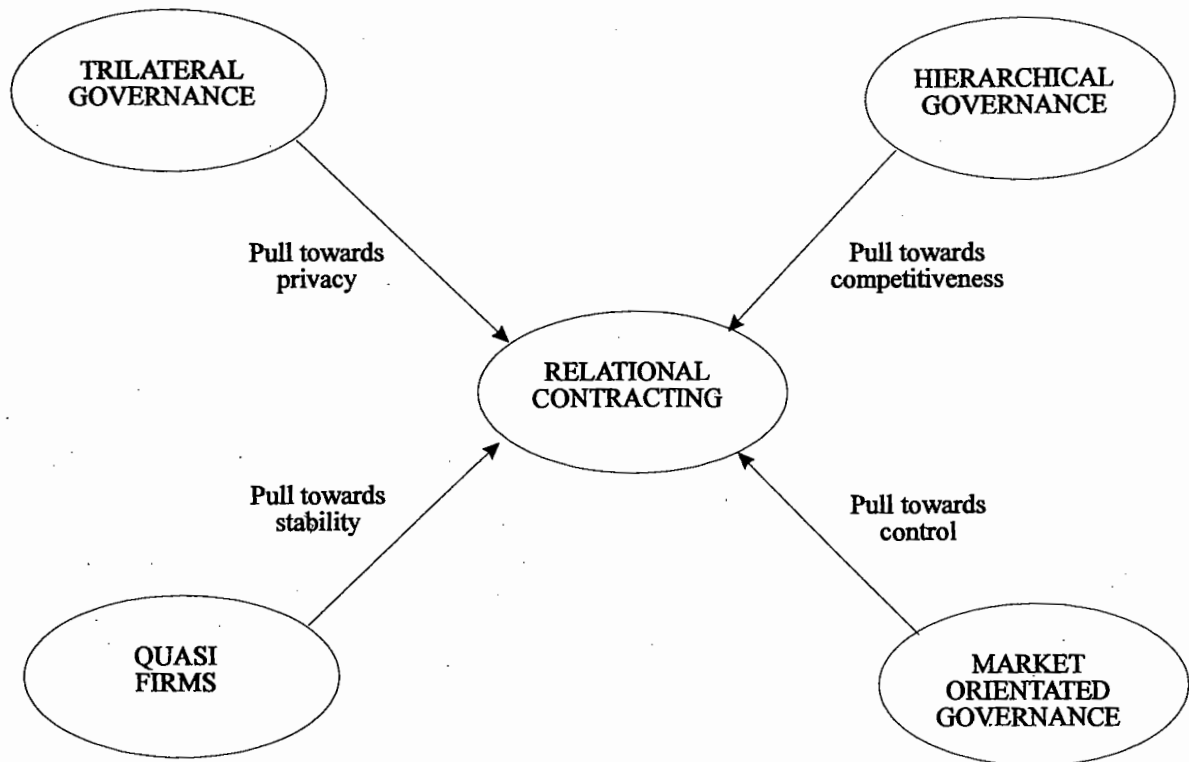 TRILATERAL
GOVERNANCE
HIERARCHICAL
GOVERNANCE
Pull towards
privacy
Pull towards
competitiveness
RELATIONAL
CONTRACTING
Pull towards
stability
Pull towards
control
QUASI
FIRMS
MARKET
ORIENTATED
GOVERNANCE